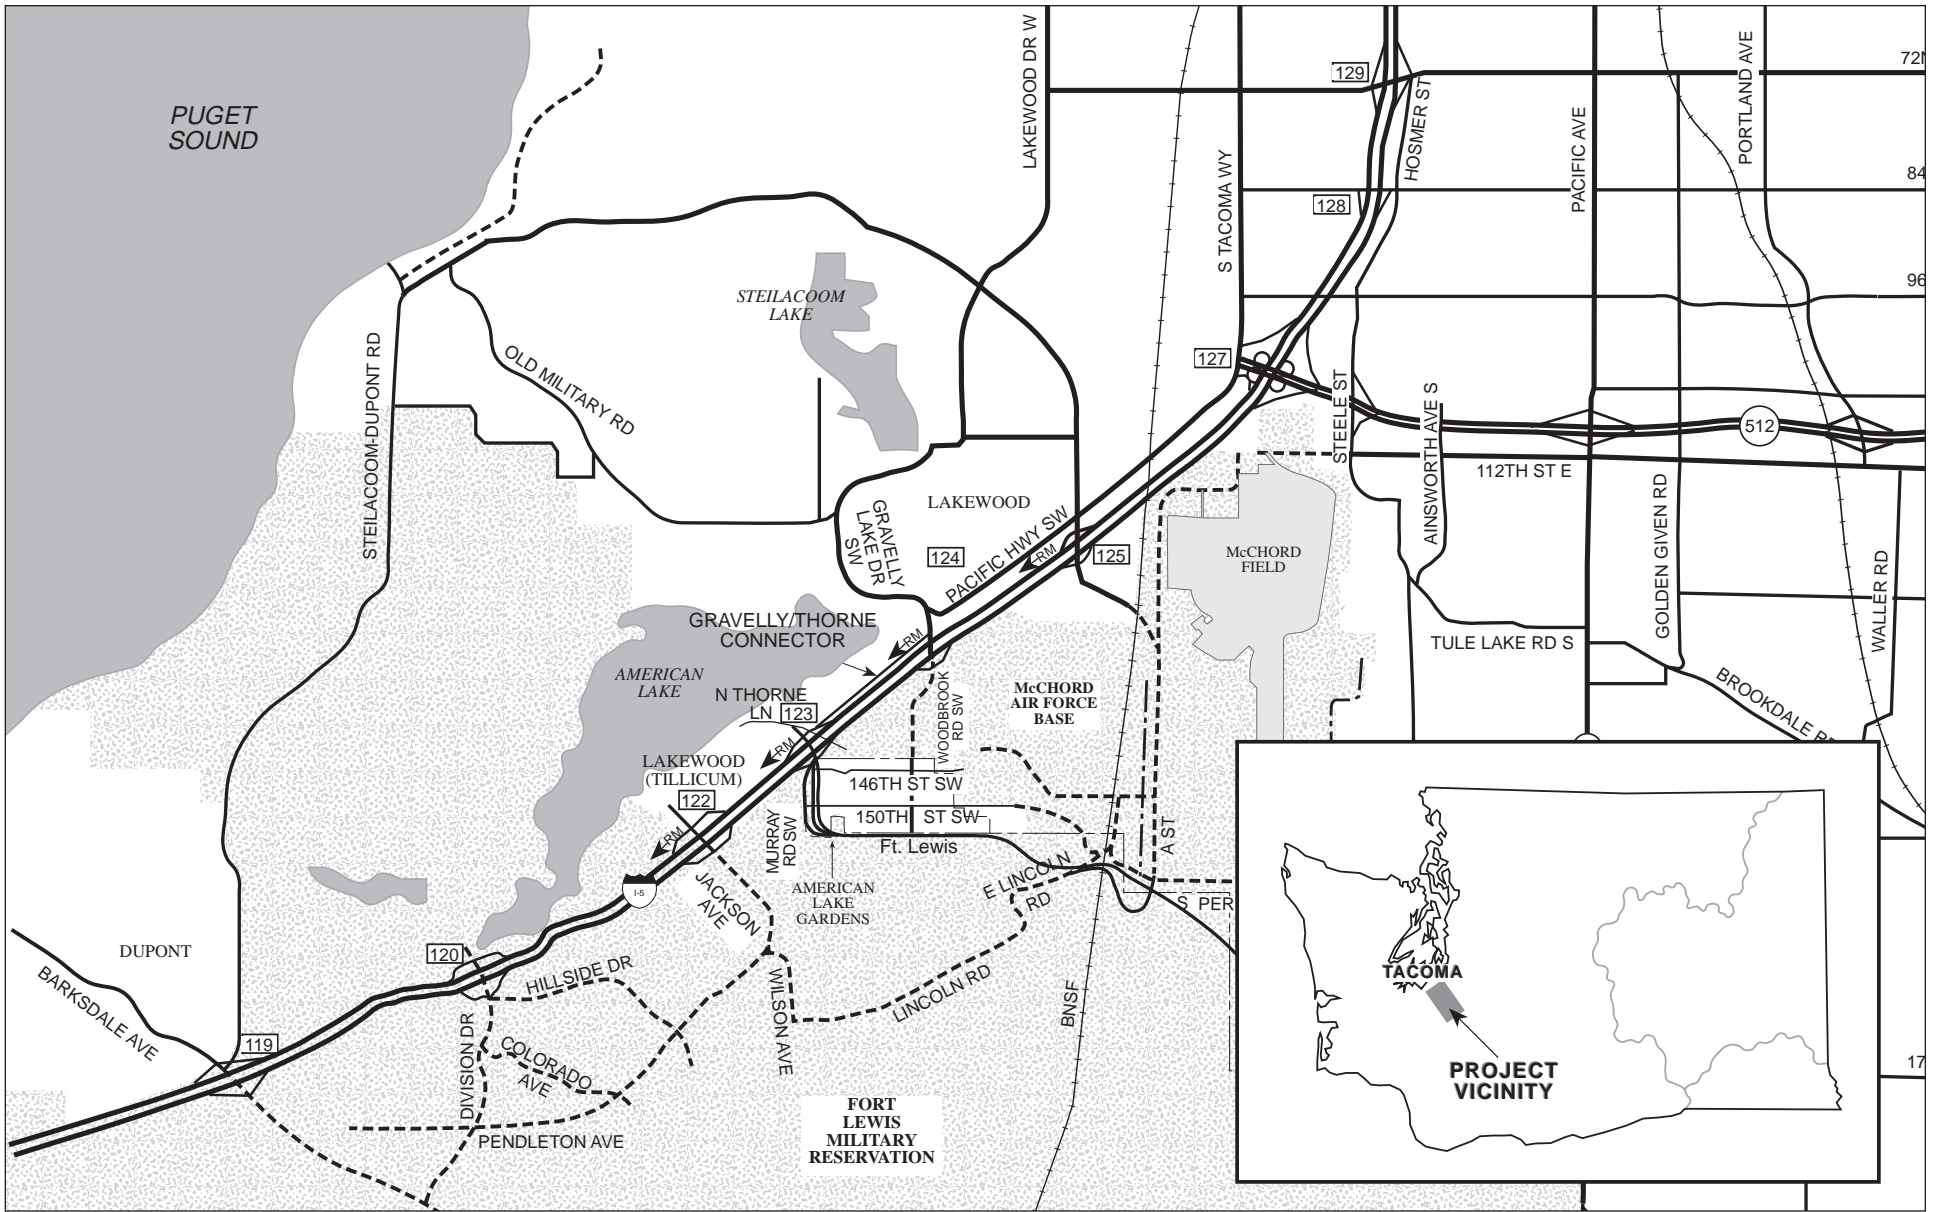 PUGET
SOUND
LAKEWOOD DR W
S TACOMA WY
129
HOSMER ST
PACIFIC AVE
PORTLAND AVE
84
128
96
STEILACOOM
LAKE
127
STEILACOOM-DUPONT RD
OLD MILITARY RD
STEELE ST
AINSWORTH AVE S
512
112TH ST E
GOLDEN GIVEN RD
WALLER RD
LAKEWOOD
GRAVELLY
LAKE DR
SW
124
PACIFIC HWY SW
RM
125
McCHORD
FIELD
GRAVELLY/THORNE
CONNECTOR
RM
TULE LAKE RD S
BROOKDALE
AMERICAN
LAKE
N THORNE
LN
123
WOODBROOK
RD SW
McCHORD
AIR FORCE
BASE
RM
LAKEWOOD
(TILLICUM)
122
146TH ST SW
150TH ST SW
RM
MURRAY
RD SW
Ft. Lewis
A ST
I-5
JACKSON
AVE
AMERICAN
LAKE
GARDENS
E LINCOLN
RD
S PER
DUPONT
120
BARKSDALE AVE
HILLSIDE DR
WILSON AVE
LINCOLN RD
BNSF
119
DIVISION DR
COLORADO
AVE
PENDLETON AVE
FORT
LEWIS
MILITARY
RESERVATION
TACOMA
PROJECT
VICINITY
17